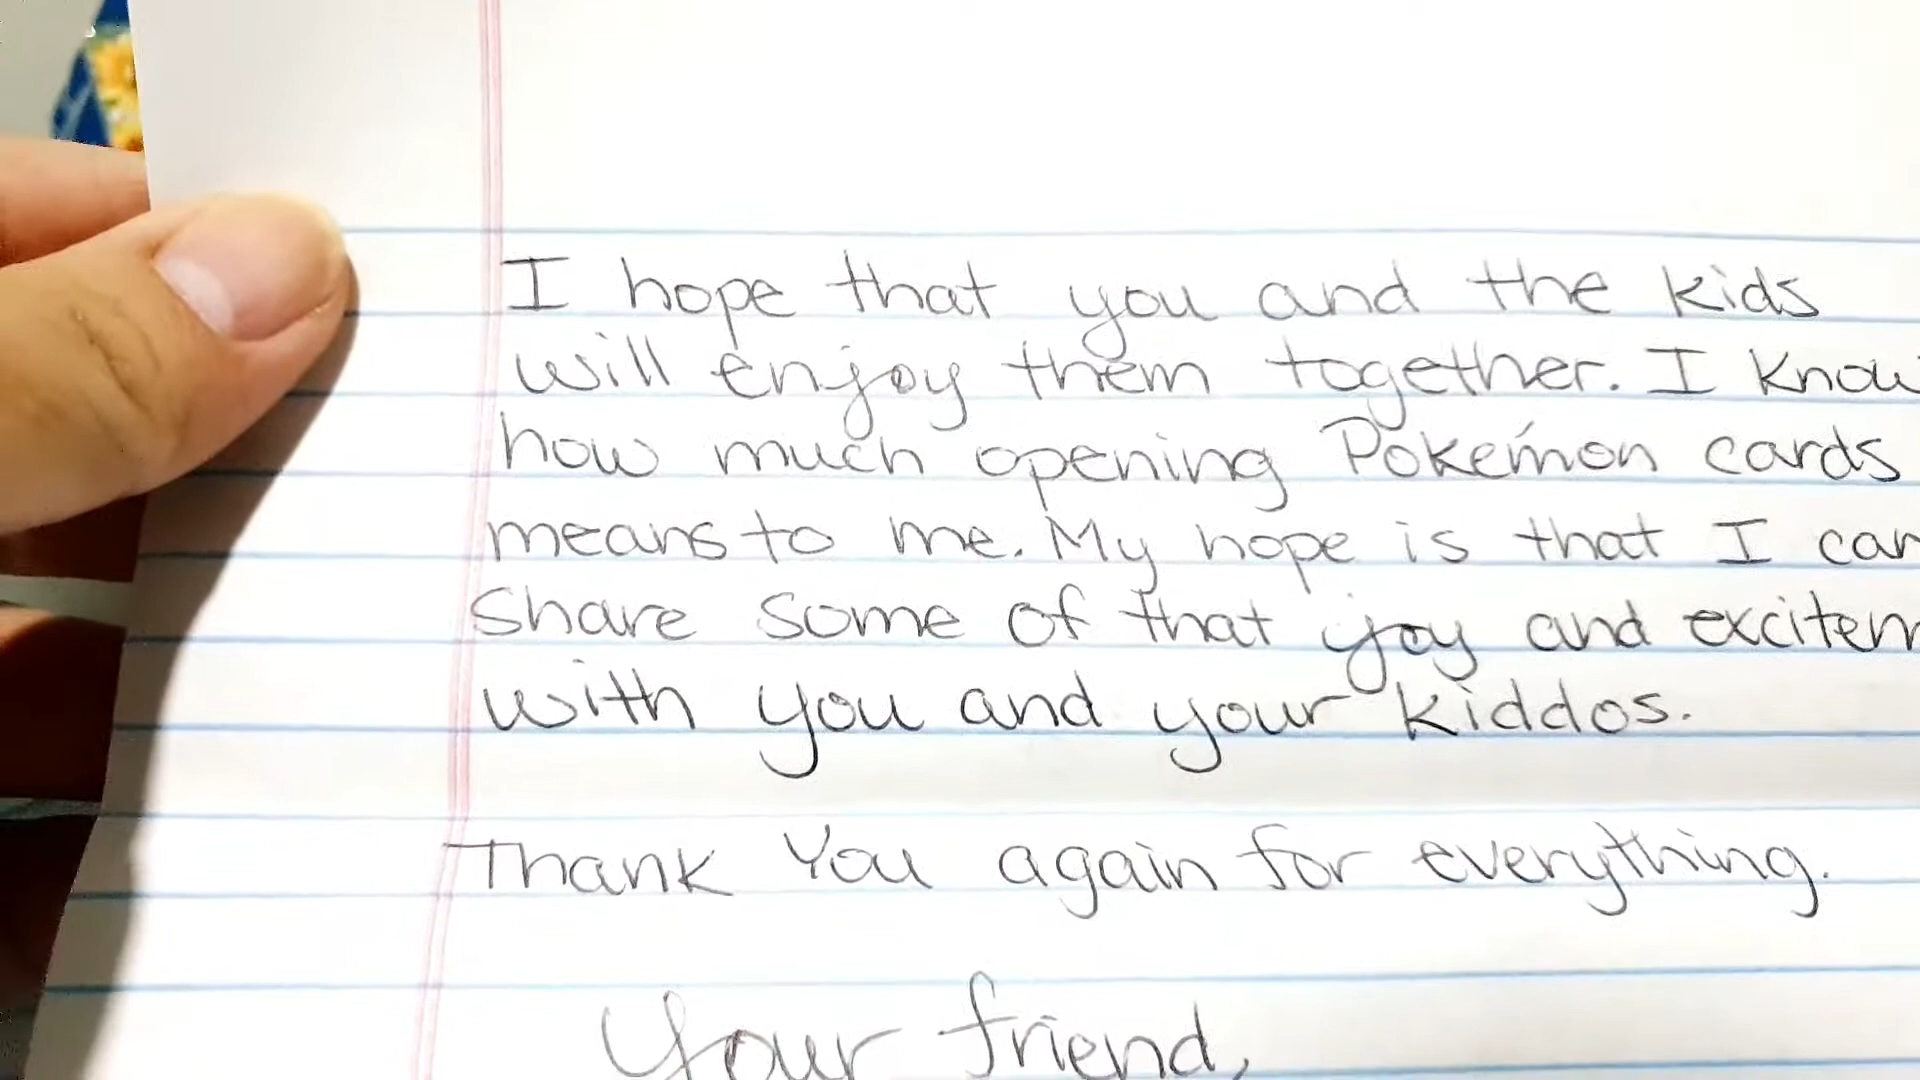 I hope that you and the kids
will enjoy them together. I know
how much opening Pokémon cards
means to me. My hope is that I can
share some of that joy and excitem
with you and your kiddos.
Thank You again for everything.
Your friend,